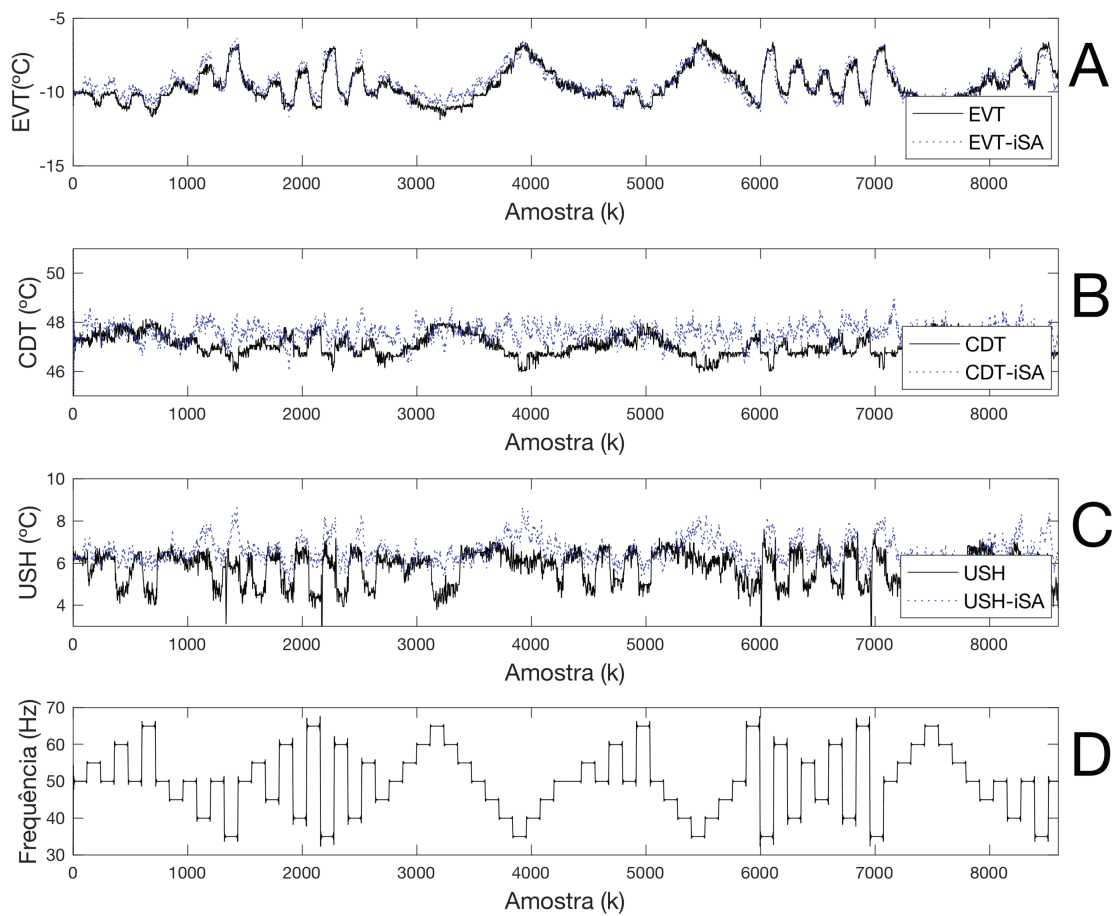 -5
-10
-15
EVT(ºC)
0 1000 2000 3000 4000 5000 6000 7000 8000
Amostra (k)
EVT
EVT-iSA
A
50
48
46
CDT (ºC)
0 1000 2000 3000 4000 5000 6000 7000 8000
Amostra (k)
CDT
CDT-iSA
B
10
8
6
4
USH (ºC)
0 1000 2000 3000 4000 5000 6000 7000 8000
Amostra (k)
USH
USH-iSA
C
70
60
50
40
30
Frequência (Hz)
0 1000 2000 3000 4000 5000 6000 7000 8000
Amostra (k)
D